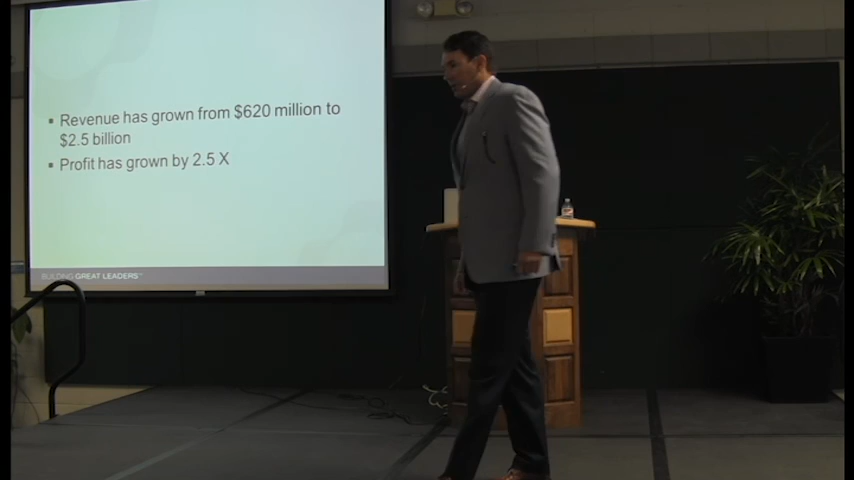 ▪ Revenue has grown from $620 million to
$2.5 billion
▪ Profit has grown by 2.5 X
BUILDING GREAT LEADERS™